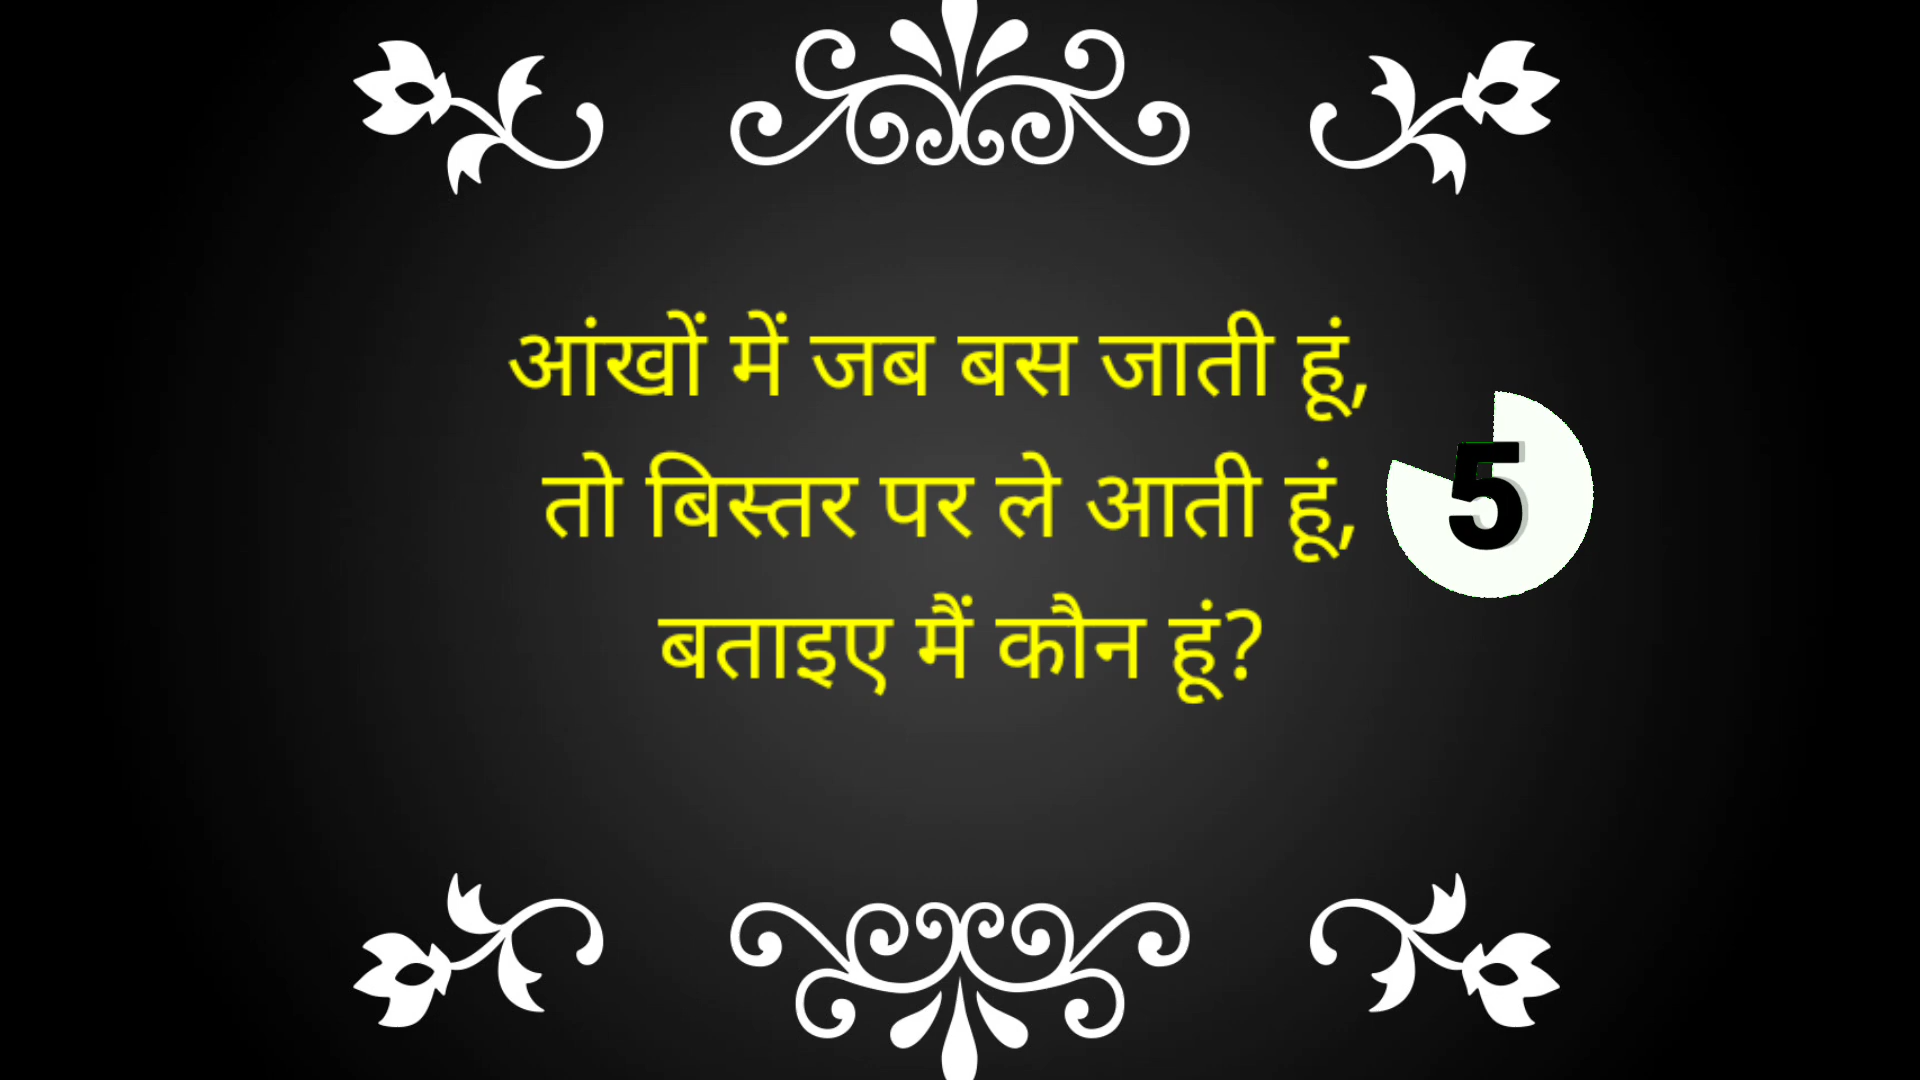 आंखों में जब बस जाती हूं,
तो बिस्तर पर ले आती हूं,
5
बताइए मैं कौन हूं?